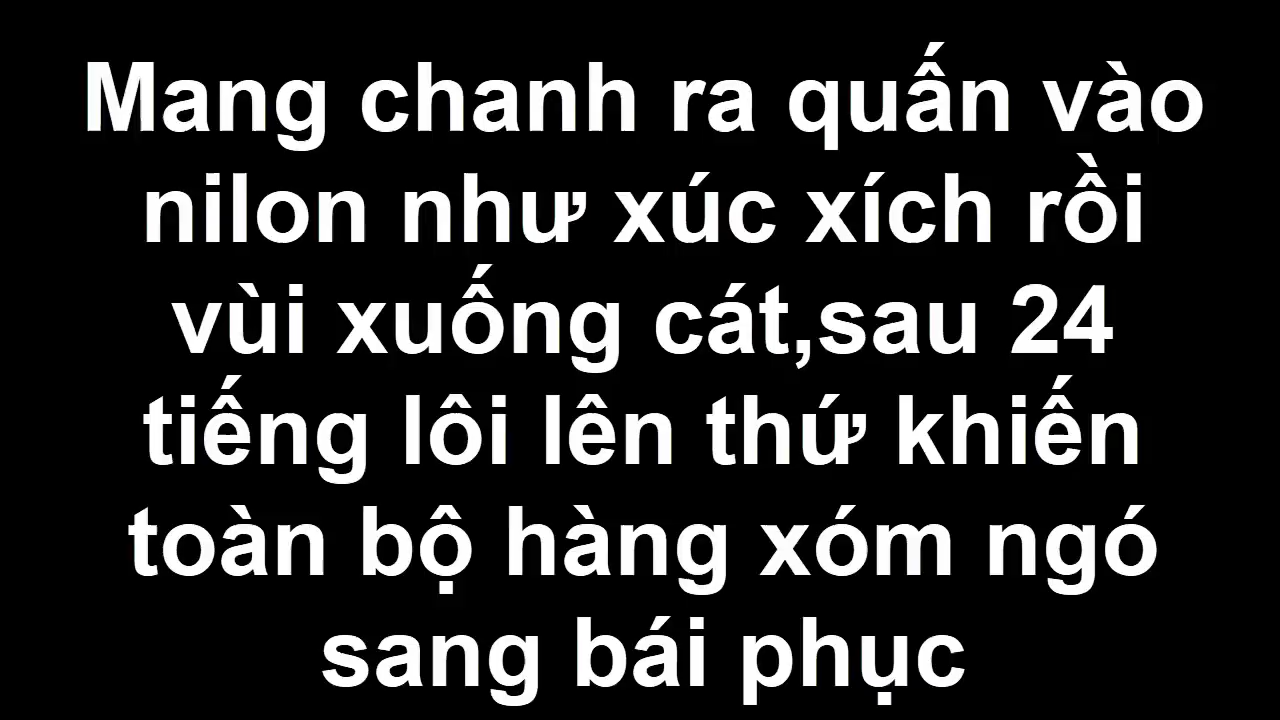 Mang chanh ra quấn vào
nilon như xúc xích rồi
vùi xuống cát,sau 24
tiếng lôi lên thứ khiến
toàn bộ hàng xóm ngó
sang bái phục